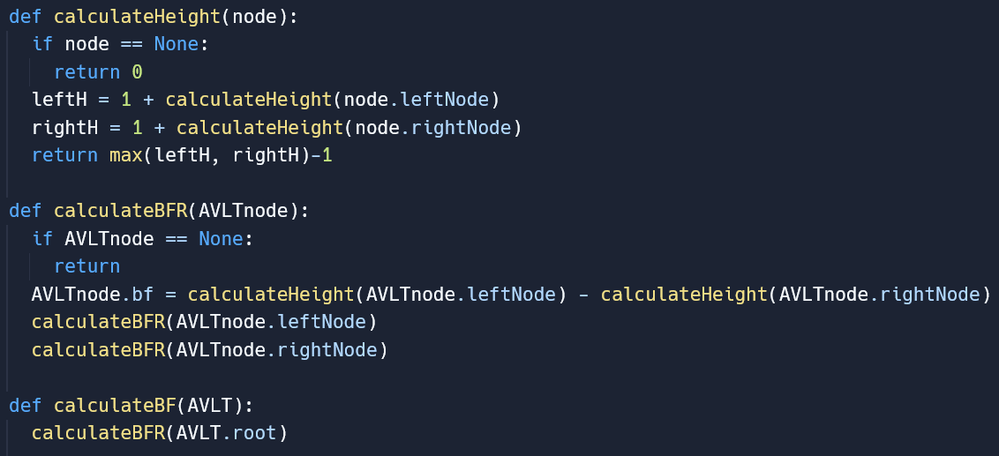 def calculateHeight(node):
  if node == None:
    return 0
  leftH = 1 + calculateHeight(node.leftNode)
  rightH = 1 + calculateHeight(node.rightNode)
  return max(leftH, rightH)-1

def calculateBFR(AVLTnode):
  if AVLTnode == None:
    return
  AVLTnode.bf = calculateHeight(AVLTnode.leftNode) - calculateHeight(AVLTnode.rightNode)
  calculateBFR(AVLTnode.leftNode)
  calculateBFR(AVLTnode.rightNode)

def calculateBF(AVLT):
  calculateBFR(AVLT.root)